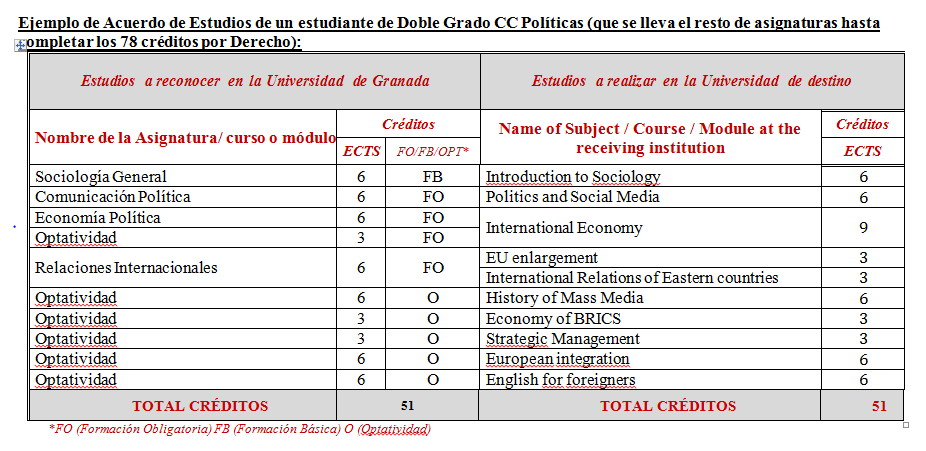 Ejemplo de Acuerdo de Estudios de un estudiante de Doble Grado CC Políticas (que se lleva el resto de asignaturas hasta
completar los 78 créditos por Derecho):
Estudios a reconocer en la Universidad de Granada
Estudios a realizar en la Universidad de destino
Nombre de la Asignatura/ curso o módulo
Créditos
ECTS FO/FB/OPT*
Name of Subject / Course / Module at the
receiving institution
Créditos
ECTS
Sociología General 6 FB Introduction to Sociology 6
Comunicación Política 6 FO Politics and Social Media 6
Economía Política 6 FO International Economy 9
Optatividad 3 FO
Relaciones Internacionales 6 FO EU enlargement 3
International Relations of Eastern countries 3
Optatividad 6 O History of Mass Media 6
Optatividad 3 O Economy of BRICS 3
Optatividad 3 O Strategic Management 3
Optatividad 6 O European integration 6
Optatividad 6 O English for foreigners 6
TOTAL CRÉDITOS 51 TOTAL CRÉDITOS 51
*FO (Formación Obligatoria) FB (Formación Básica) O (Optatividad)